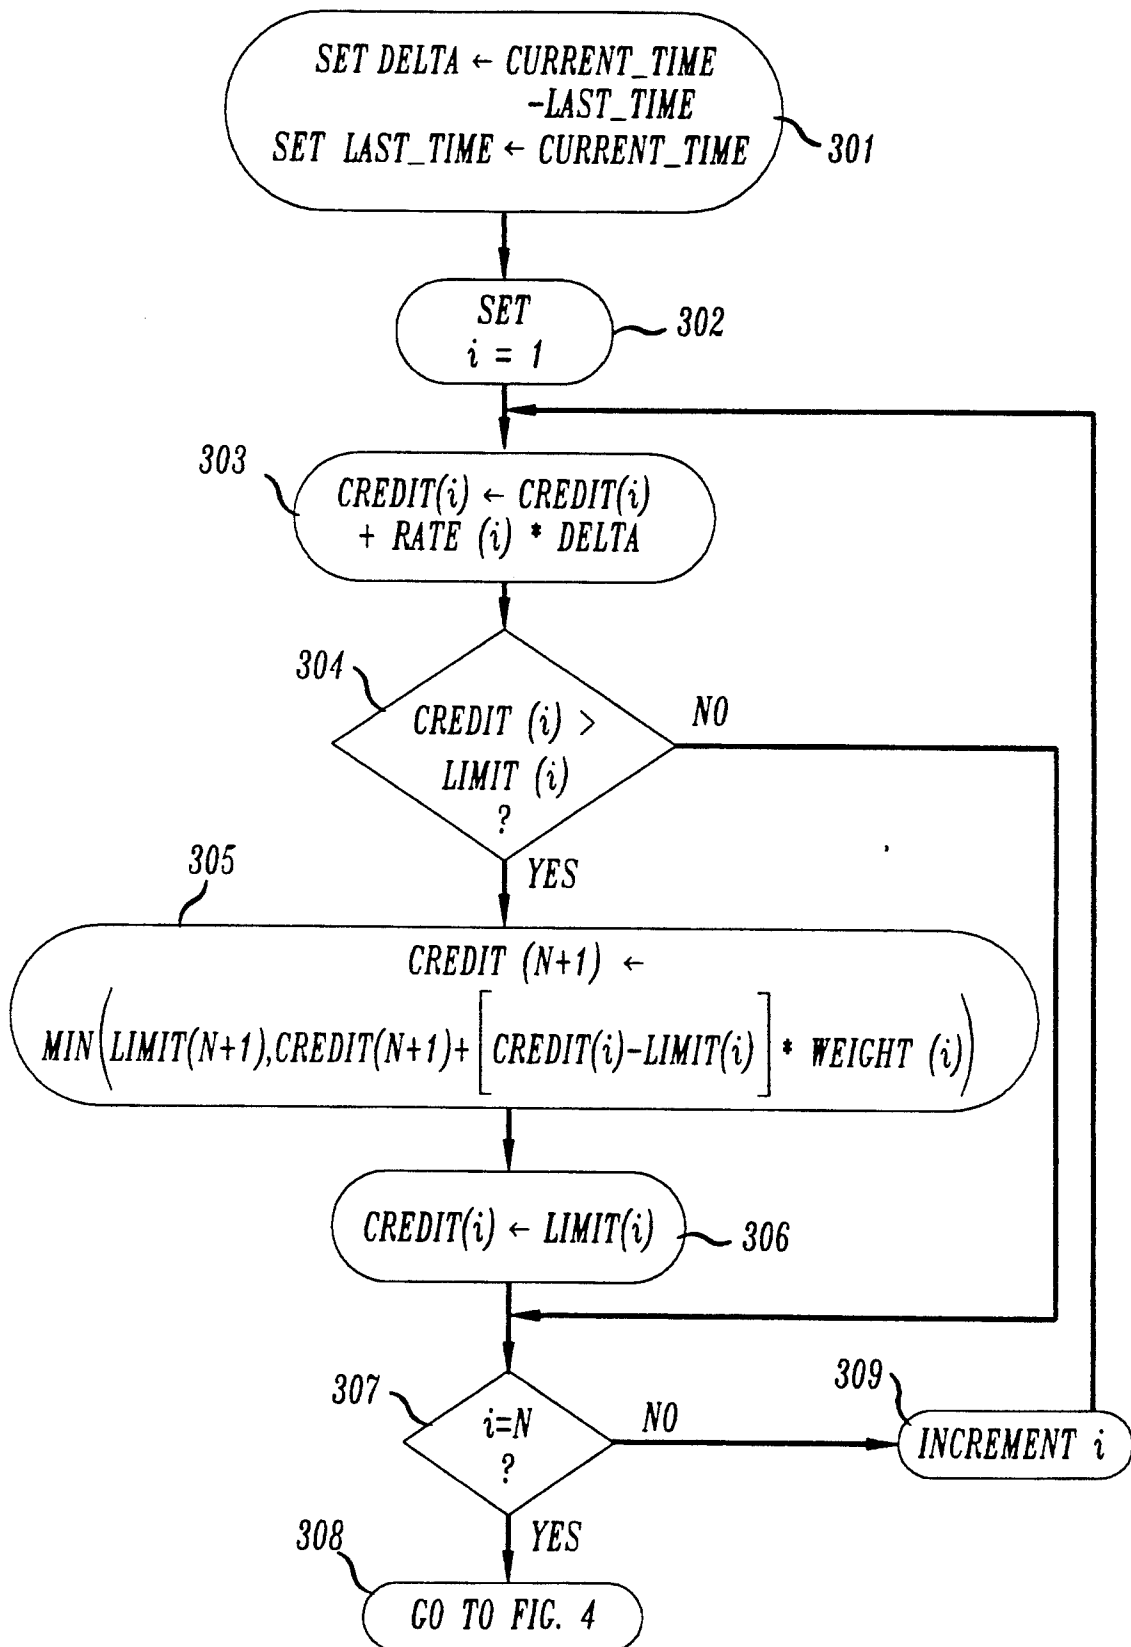 SET DELTA ← CURRENT_TIME
-LAST_TIME
SET LAST_TIME ← CURRENT_TIME
301
SET
i = 1
302
303
CREDIT(i) ← CREDIT(i)
+ RATE (i) * DELTA
304
CREDIT (i) >
LIMIT (i)
?
NO
YES
305
CREDIT (N+1) ←
MIN(LIMIT(N+1),CREDIT(N+1)+[CREDIT(i)-LIMIT(i)] * WEIGHT (i))
CREDIT(i) ← LIMIT(i)
306
307
i=N
?
NO
309
INCREMENT i
YES
308
GO TO FIG. 4